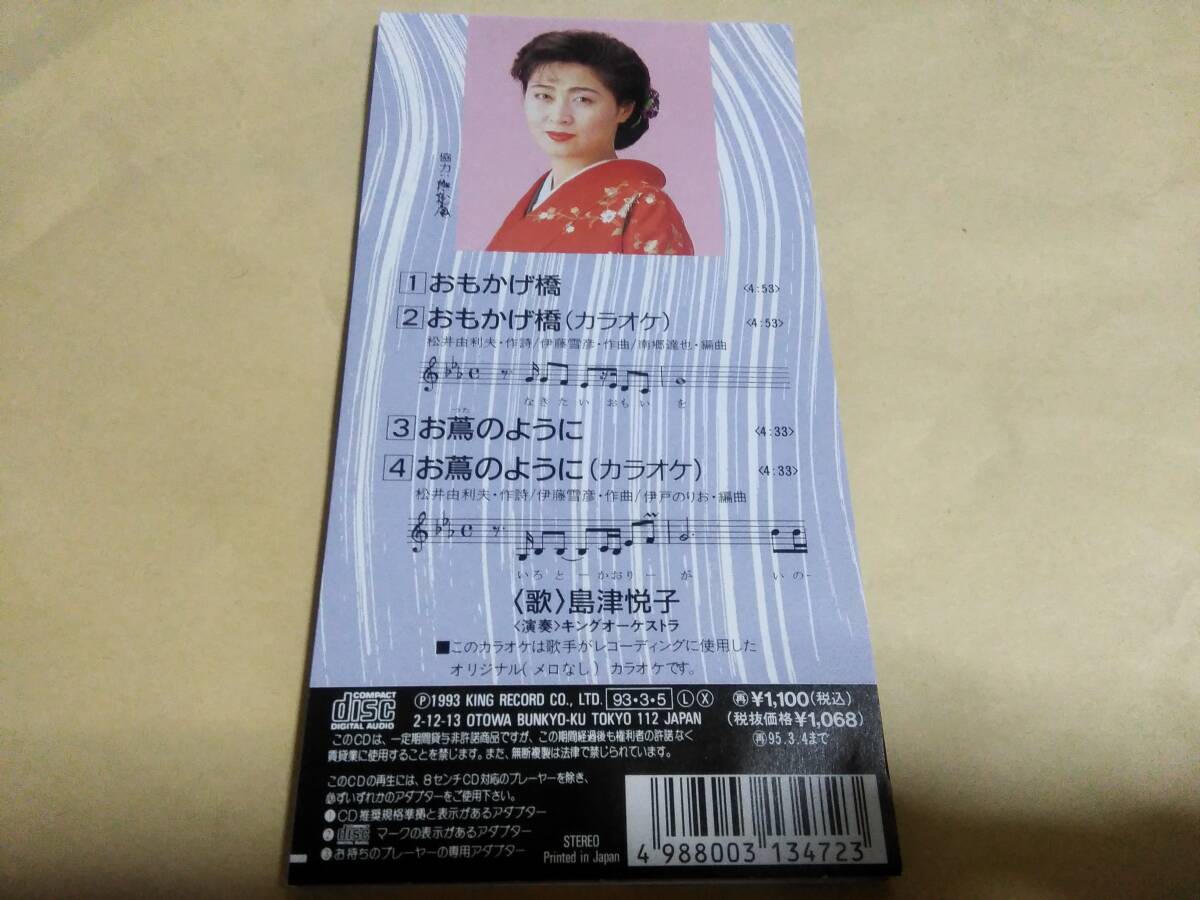 協力:
1 おもかげ橋 〈4:53〉
2 おもかげ橋(カラオケ) 〈4:53〉
松井由利夫・作詩/伊藤雪彦・作曲/南郷達也・編曲
なきたい おもいを
つた
3 お蔦のように 〈4:33〉
4 お蔦のように(カラオケ) 〈4:33〉
松井由利夫・作詩/伊藤雪彦・作曲/伊戸のりお・編曲
いろとーかおりーが いの-
〈歌〉島津悦子
〈演奏〉キングオーケストラ
■このカラオケは歌手がレコーディングに使用した
オリジナル(メロなし)カラオケです。
COMPACT disc DIGITAL AUDIO
Ⓟ1993 KING RECORD CO., LTD. 93・3・5 Ⓛ Ⓧ 再 ¥1,100(税込)
2-12-13 OTOWA BUNKYO-KU TOKYO 112 JAPAN (税抜価格¥1,068)
再95.3.4まで
このCDは、一定期間貸与非許諾商品ですが、この期間経過後も権利者の許諾なく
賃貸業に使用することを禁じます。また、無断複製は法律で禁じられています。
このCDの再生には、8センチCD対応のプレーヤーを除き、
必ずいずれかのアダプターをご使用下さい。
①CD推奨規格準拠と表示があるアダプター
②disc マークの表示があるアダプター
③お持ちのプレーヤーの専用アダプター
STEREO
Printed in Japan
4 988003 134723